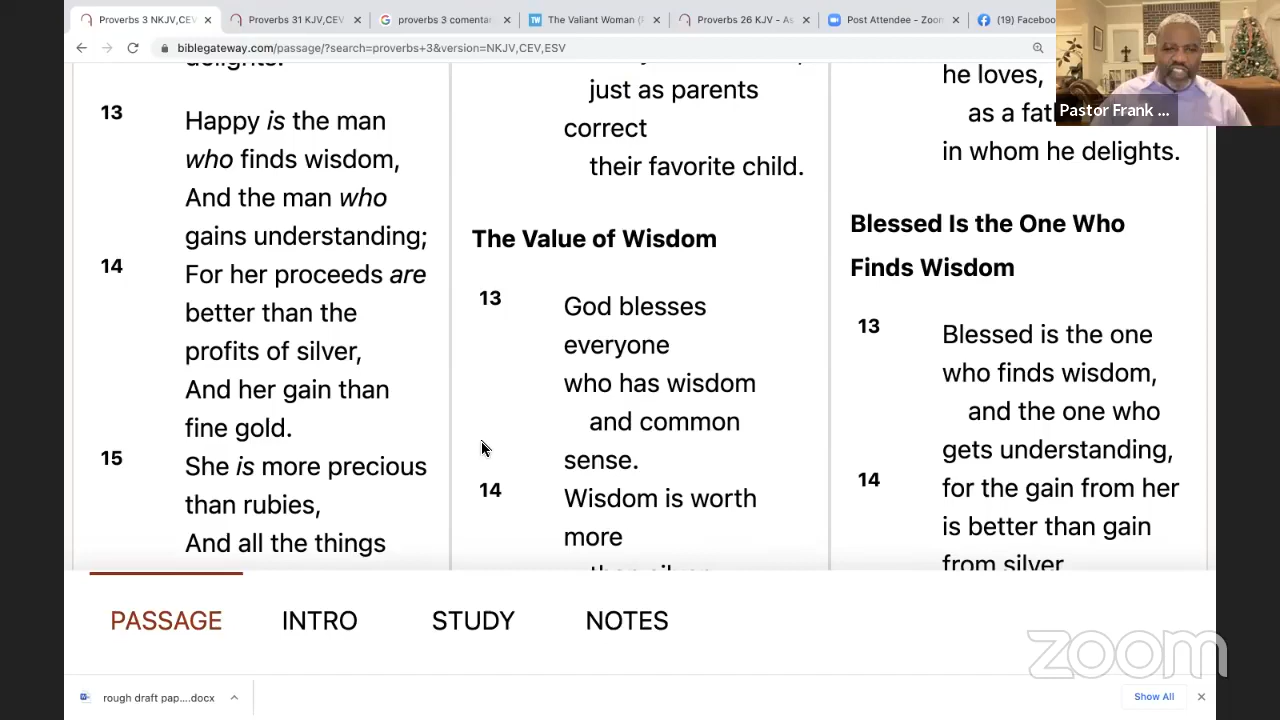 Proverbs 3 NKJV,CEV
Proverbs 31 KJV,CEV
proverbs 3 comentar
The Valiant Woman (
Proverbs 26 KJV - A
Post Attendee - Zoo
(19) Faceboo
biblegateway.com/passage/?search=proverbs+3&version=NKJV,CEV,ESV
Pastor Frank ...
delights.
13
Happy is the man
who finds wisdom,
And the man who
gains understanding;
14
For her proceeds are
better than the
profits of silver,
And her gain than
fine gold.
15
She is more precious
than rubies,
And all the things
just as parents
correct
their favorite child.
The Value of Wisdom
13
God blesses
everyone
who has wisdom
and common
sense.
14
Wisdom is worth
more
than silver
he loves,
as a fat
in whom he delights.
Blessed Is the One Who
Finds Wisdom
13
Blessed is the one
who finds wisdom,
and the one who
gets understanding,
14
for the gain from her
is better than gain
from silver
PASSAGE
INTRO
STUDY
NOTES
zoom
rough draft pap....docx
Show All